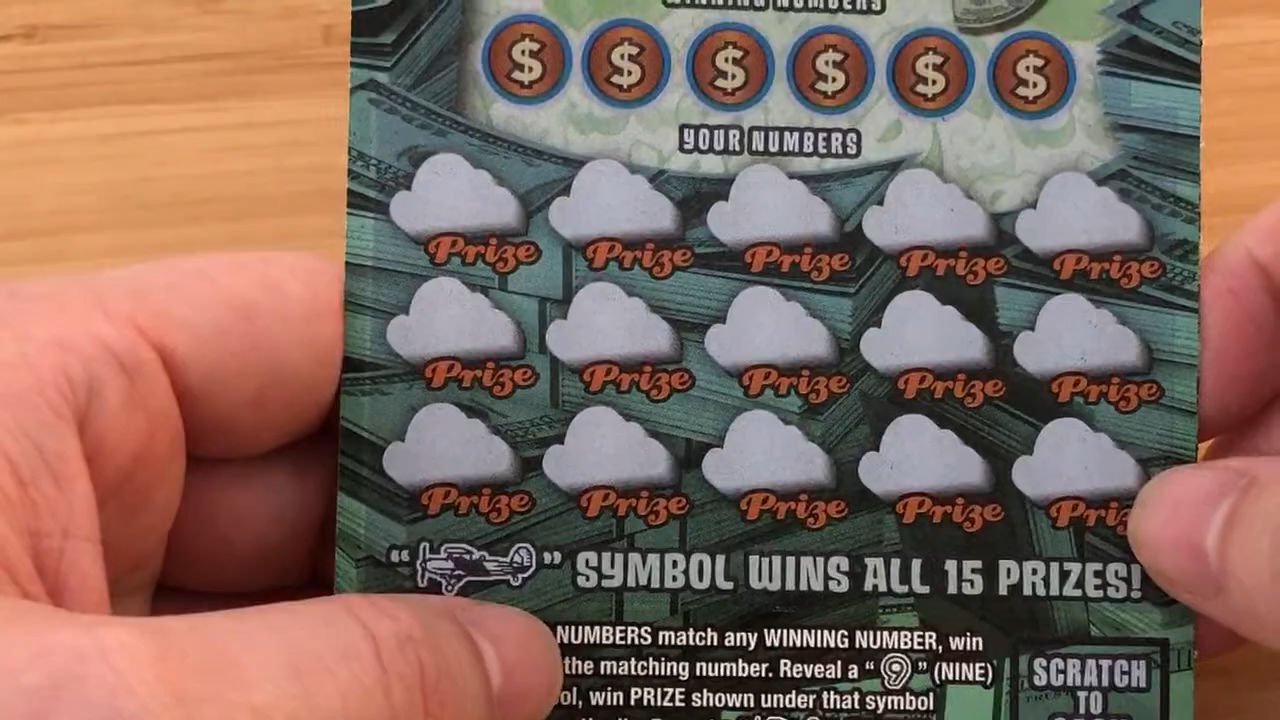 WINNING NUMBERS
$ $ $ $ $ $
YOUR NUMBERS
Prize Prize Prize Prize Prize
Prize Prize Prize Prize Prize
Prize Prize Prize Prize Priz
“ ” SYMBOL WINS ALL 15 PRIZES!
NUMBERS match any WINNING NUMBER, win
the matching number. Reveal a “ 9 ” (NINE)
ol, win PRIZE shown under that symbol
SCRATCH
TO